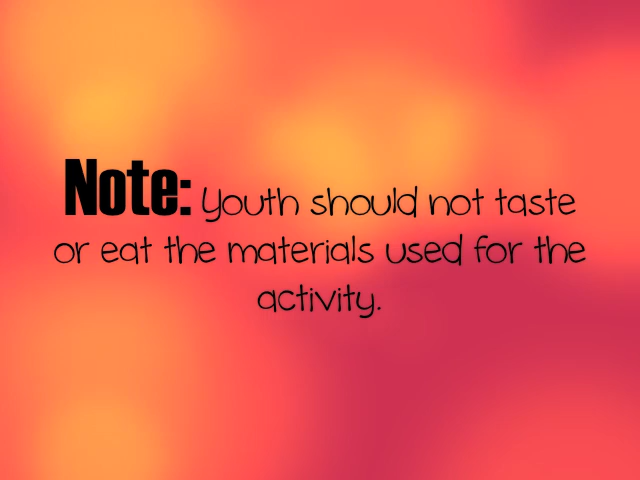 Note: Youth should not taste
or eat the materials used for the
activity.